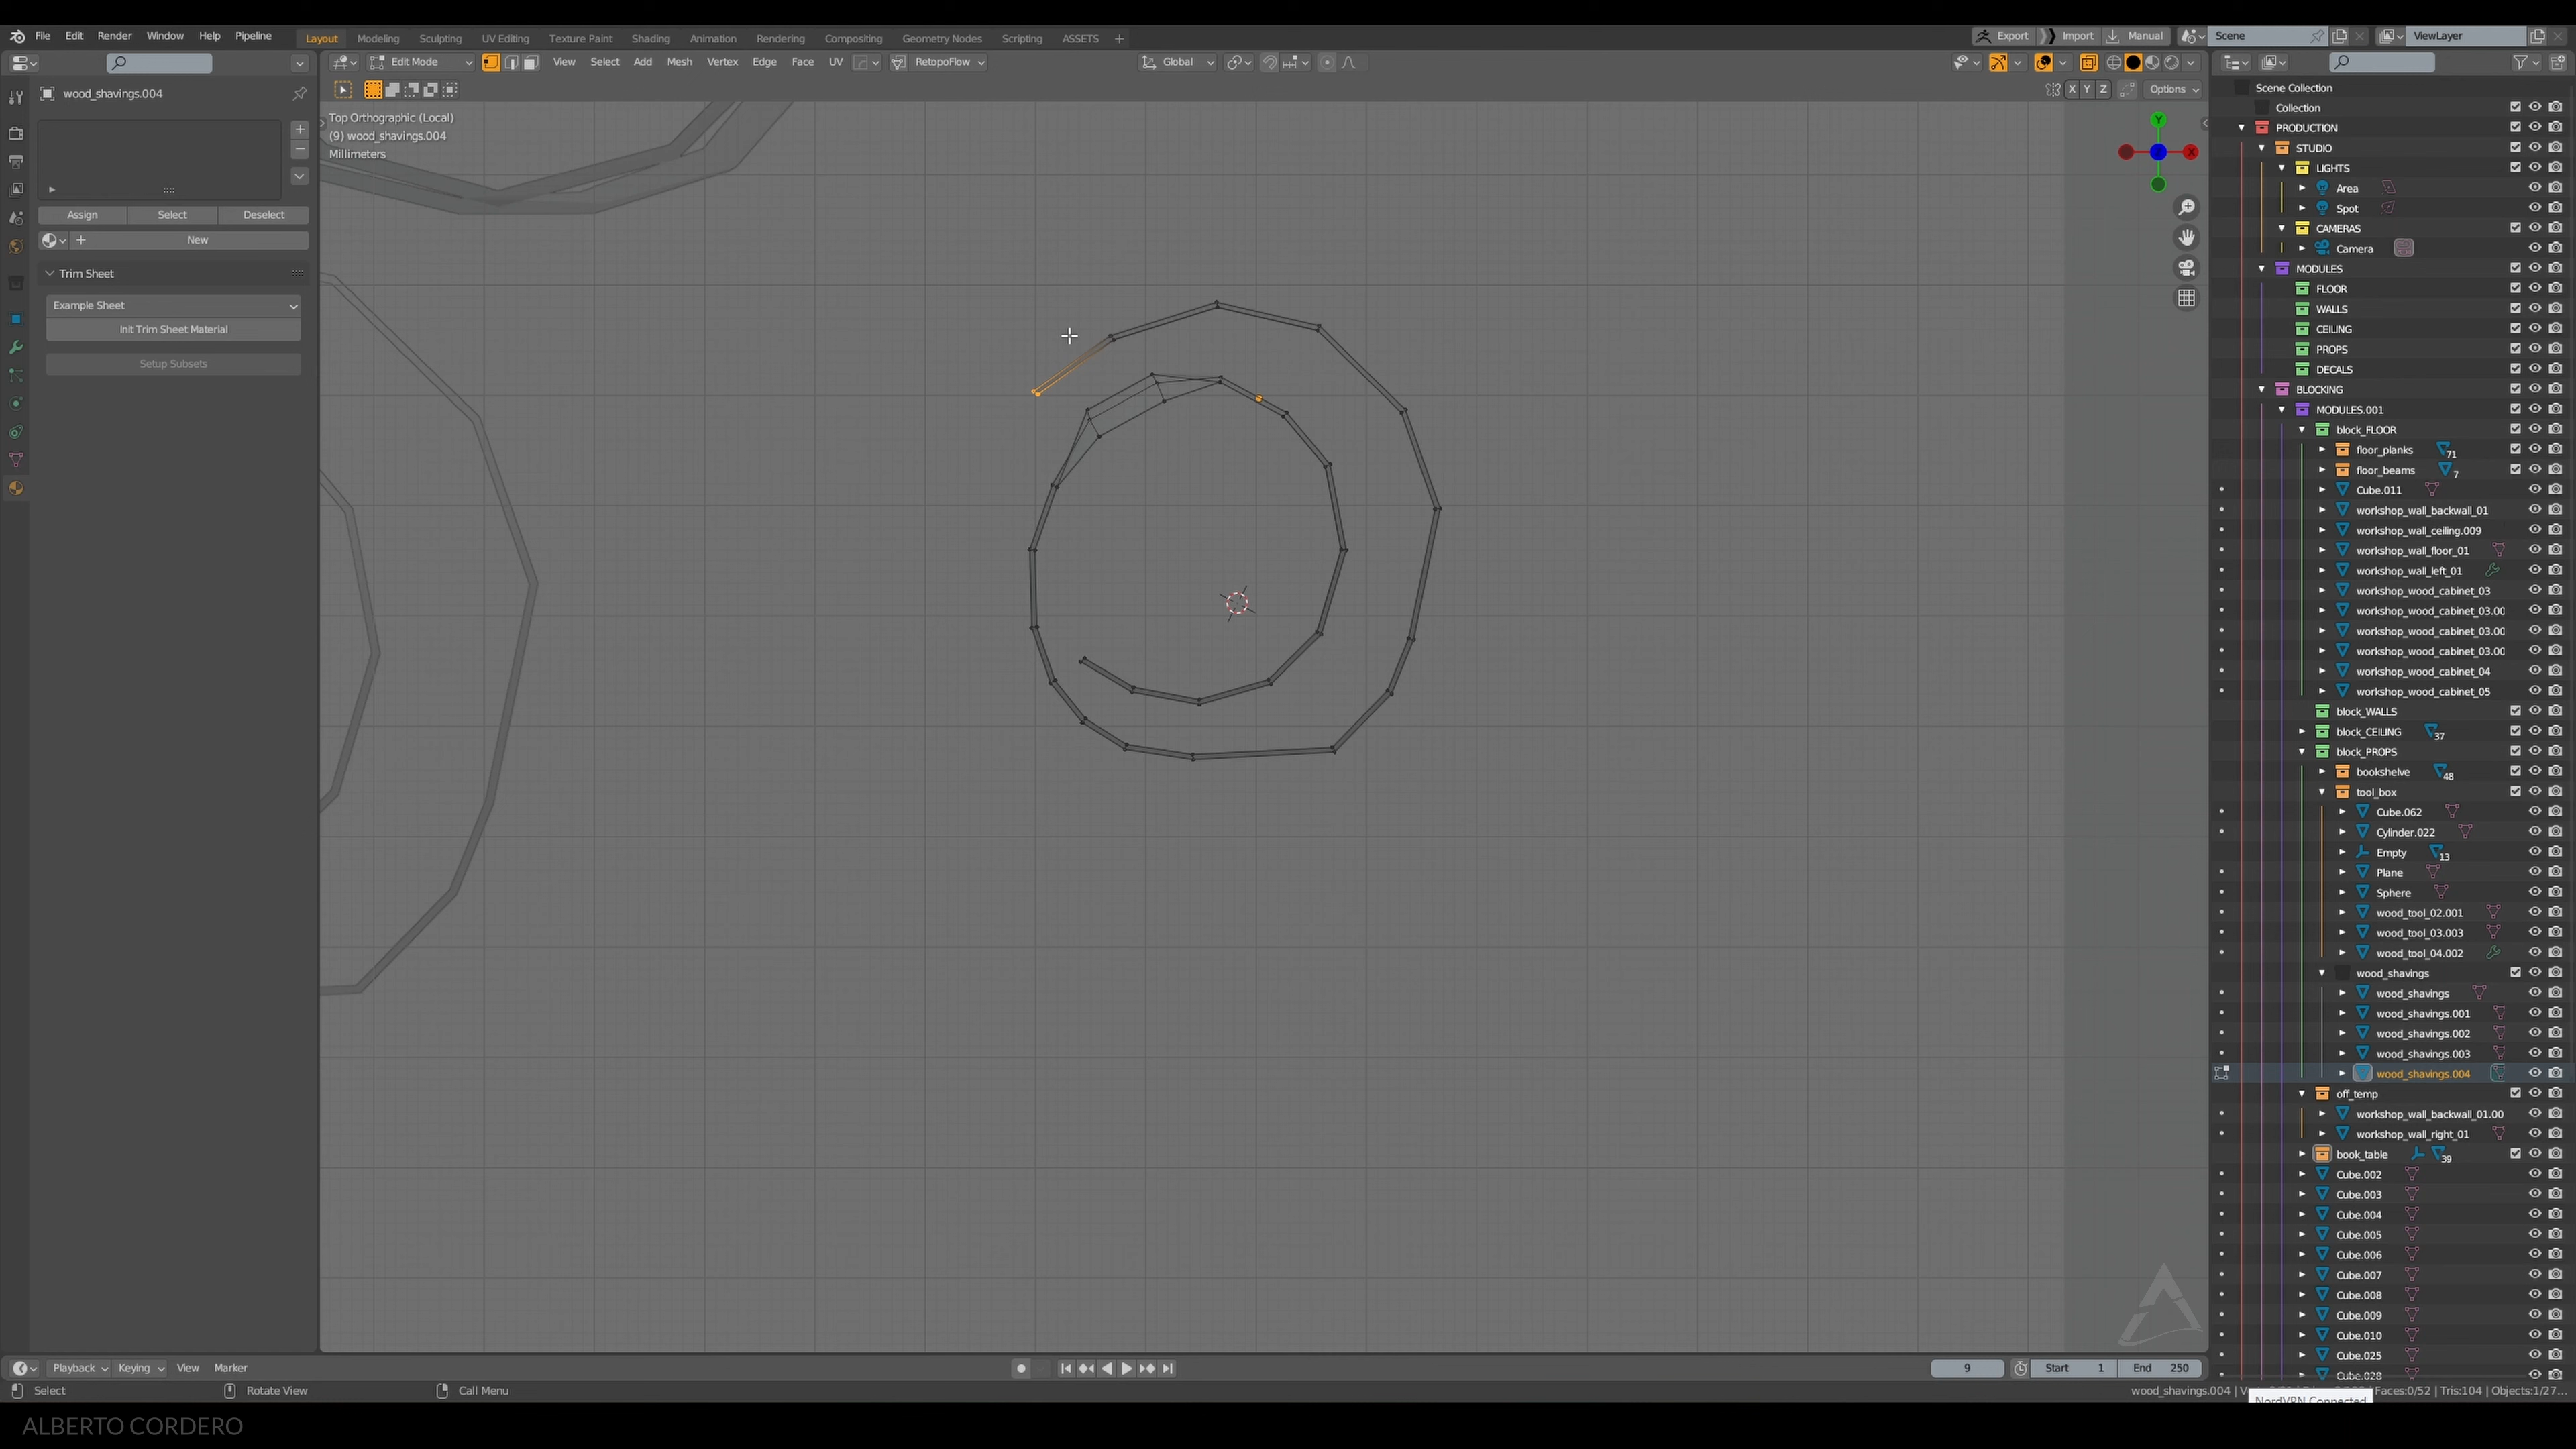 File Edit Render Window Help Pipeline
Layout Modeling Sculpting UV Editing Texture Paint Shading Animation Rendering Compositing Geometry Nodes Scripting ASSETS +
Export Import Manual Scene ViewLayer
Edit Mode View Select Add Mesh Vertex Edge Face UV RetopoFlow Global
X Y Z Options
wood_shavings.004
Assign Select Deselect
New
Trim Sheet
Example Sheet
Init Trim Sheet Material
Setup Subsets
Top Orthographic (Local)
(9) wood_shavings.004
Millimeters
Y
X
Scene Collection
Collection
PRODUCTION
STUDIO
LIGHTS
Area
Spot
CAMERAS
Camera
MODULES
FLOOR
WALLS
CEILING
PROPS
DECALS
BLOCKING
MODULES.001
block_FLOOR
floor_planks 71
floor_beams 7
Cube.011
workshop_wall_backwall_01
workshop_wall_ceiling.009
workshop_wall_floor_01
workshop_wall_left_01
workshop_wood_cabinet_03
workshop_wood_cabinet_03.00
workshop_wood_cabinet_03.00
workshop_wood_cabinet_03.00
workshop_wood_cabinet_04
workshop_wood_cabinet_05
block_WALLS
block_CEILING 37
block_PROPS
bookshelve 48
tool_box
Cube.062
Cylinder.022
Empty 13
Plane
Sphere
wood_tool_02.001
wood_tool_03.003
wood_tool_04.002
wood_shavings
wood_shavings
wood_shavings.001
wood_shavings.002
wood_shavings.003
wood_shavings.004
off_temp
workshop_wall_backwall_01.00
workshop_wall_right_01
book_table 39
Cube.002
Cube.003
Cube.004
Cube.005
Cube.006
Cube.007
Cube.008
Cube.009
Cube.010
Cube.025
Cube.028
Playback Keying View Marker 9 Start 1 End 250
Select Rotate View Call Menu
wood_shavings.004 | Faces:0/52 | Tris:104 | Objects:1/27...
NordVPN Connected
ALBERTO CORDERO